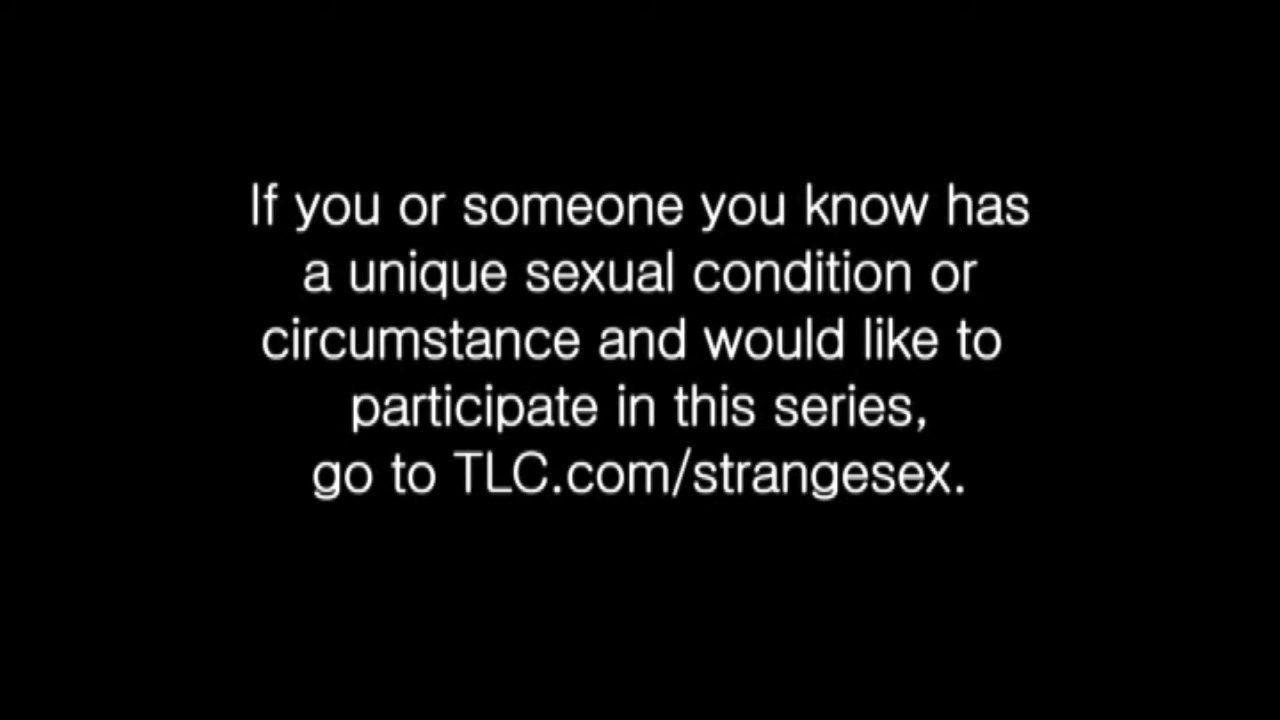 If you or someone you know has
a unique sexual condition or
circumstance and would like to
participate in this series,
go to TLC.com/strangesex.